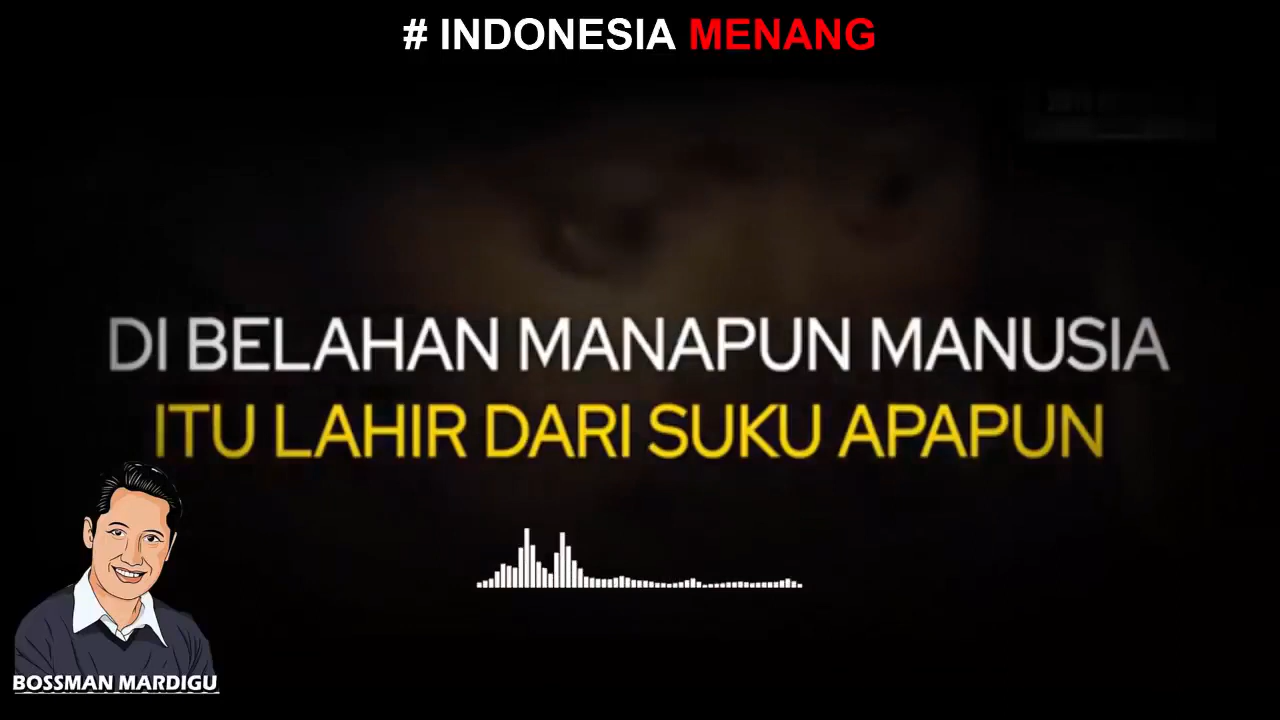 # INDONESIA MENANG
DI BELAHAN MANAPUN MANUSIA
ITU LAHIR DARI SUKU APAPUN
BOSSMAN MARDIGU